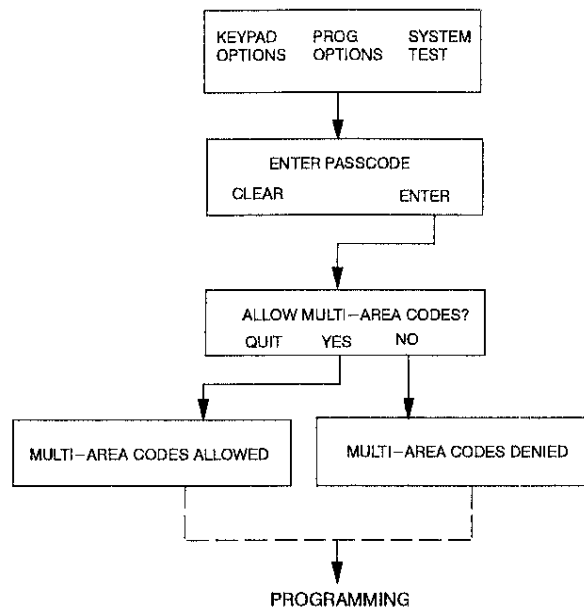 KEYPAD OPTIONS PROG OPTIONS SYSTEM TEST
ENTER PASSCODE
CLEAR ENTER
ALLOW MULTI-AREA CODES?
QUIT YES NO
MULTI-AREA CODES ALLOWED
MULTI-AREA CODES DENIED
PROGRAMMING